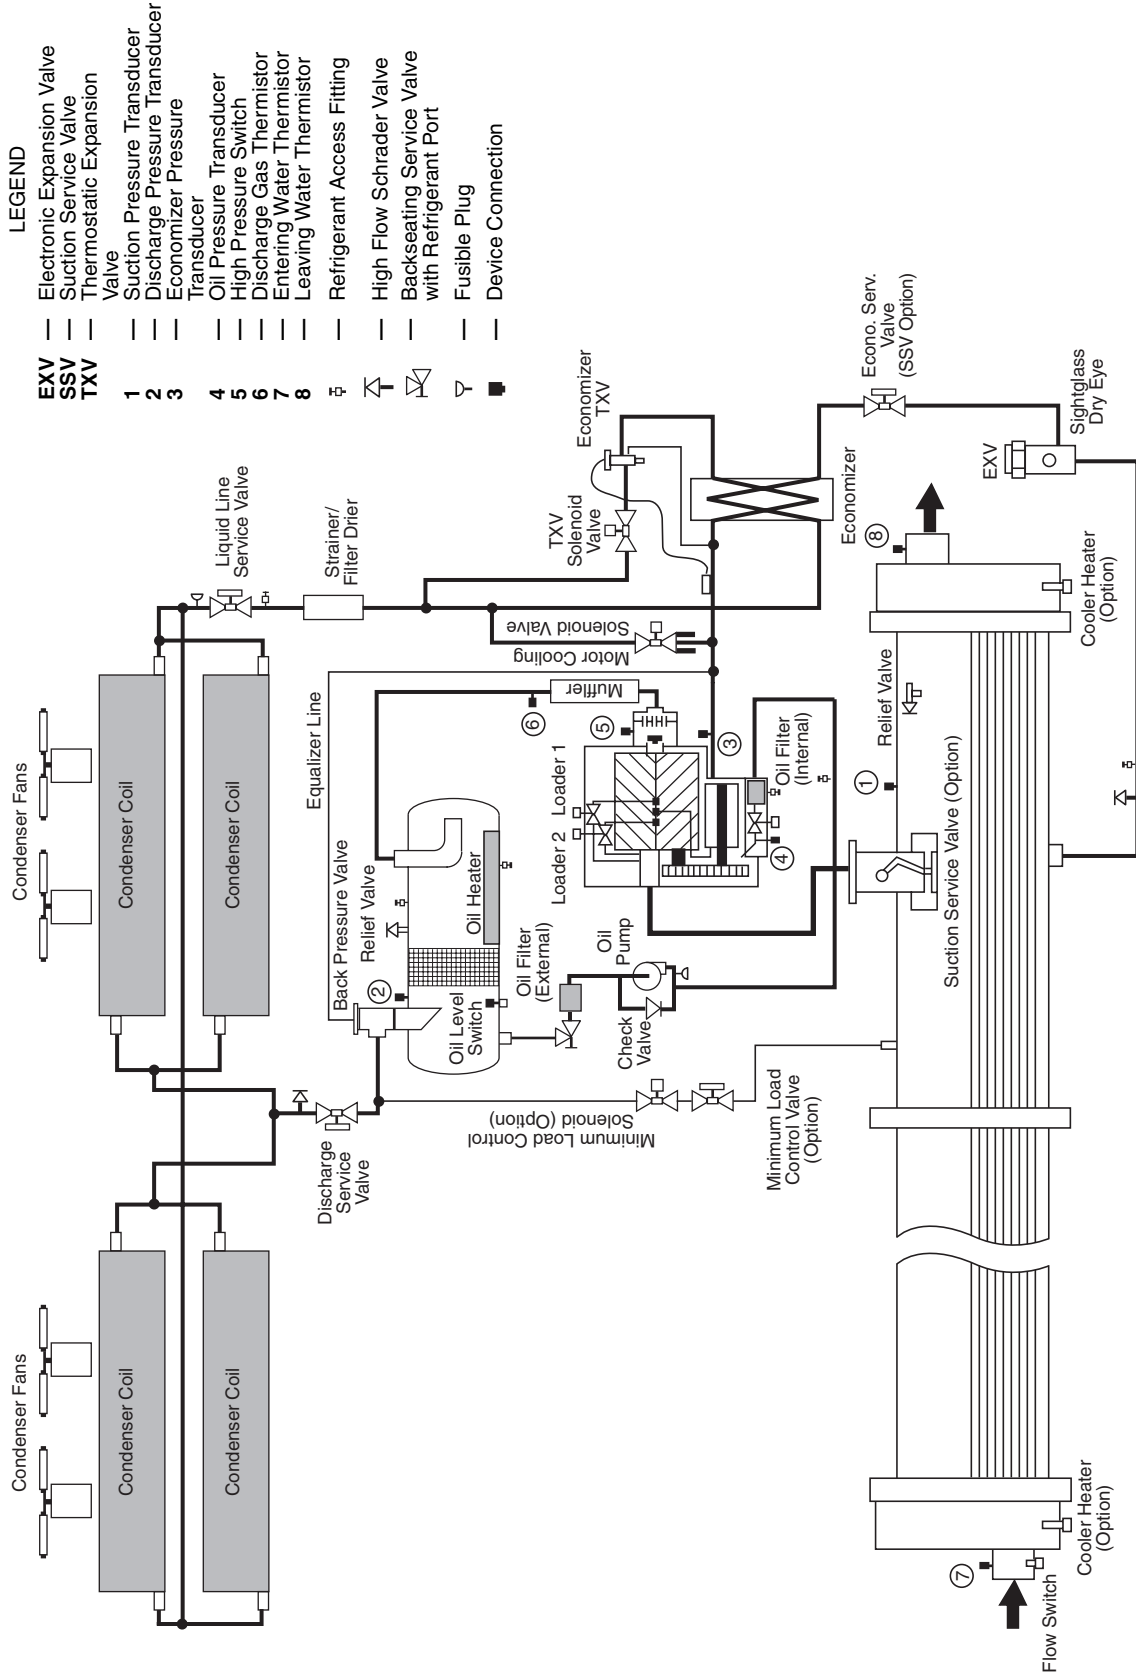 LEGEND
EXV — Electronic Expansion Valve
SSV — Suction Service Valve
TXV — Thermostatic Expansion
Valve
1 — Suction Pressure Transducer
2 — Discharge Pressure Transducer
3 — Economizer Pressure
Transducer
4 — Oil Pressure Transducer
5 — High Pressure Switch
6 — Discharge Gas Thermistor
7 — Entering Water Thermistor
8 — Leaving Water Thermistor
— Refrigerant Access Fitting
— High Flow Schrader Valve
— Backseating Service Valve
with Refrigerant Port
— Fusible Plug
— Device Connection
Condenser Fans
Condenser Coil
Condenser Coil
Condenser Fans
Condenser Coil
Condenser Coil
Liquid Line
Service Valve
Strainer/
Filter Drier
Discharge
Service
Valve
Equalizer Line
Back Pressure Valve
Relief Valve
2
Oil Level
Switch
Oil Heater
6
Muffler
Motor Cooling
Solenoid Valve
TXV
Solenoid
Valve
Economizer
TXV
Economizer
Econo. Serv.
Valve
(SSV Option)
EXV
Sightglass
Dry Eye
Minimum Load Control
Solenoid (Option)
Minimum Load
Control Valve
(Option)
Oil Filter
(External)
Check
Valve
Oil
Pump
Loader 2
Loader 1
5
3
4
Oil Filter
(Internal)
1
Relief Valve
8
Suction Service Valve (Option)
Cooler Heater
(Option)
7
Flow Switch
Cooler Heater
(Option)